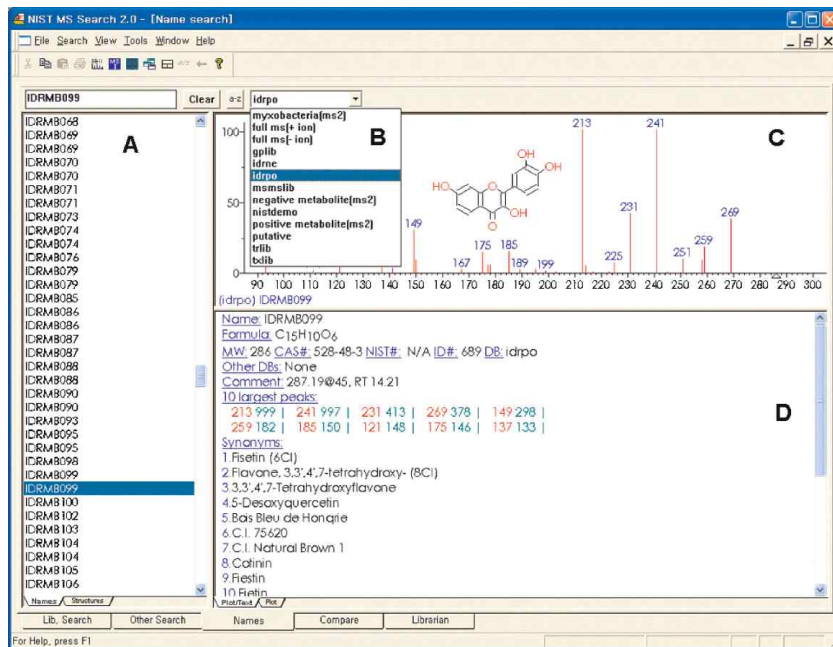 NIST MS Search 2.0 - [Name search]
File Search View Tools Window Help
IDRMB099 Clear a-z idrpo
IDRMB068
IDRMB069
IDRMB069
IDRMB070
IDRMB070
IDRMB071
IDRMB071
IDRMB073
IDRMB074
IDRMB074
IDRMB076
IDRMB079
IDRMB079
IDRMB085
IDRMB086
IDRMB086
IDRMB087
IDRMB087
IDRMB088
IDRMB088
IDRMB090
IDRMB090
IDRMB093
IDRMB095
IDRMB095
IDRMB098
IDRMB099
IDRMB099
IDRMB100
IDRMB102
IDRMB103
IDRMB104
IDRMB104
IDRMB105
IDRMB106
A
Names Structures
myxobacteria(ms2)
full ms(+ ion)
full ms(- ion)
gplib
idrne
idrpo
msmslib
negative metabolite(ms2)
nistdemo
positive metabolite(ms2)
putative
trlib
txlib
B
C
100
50
0
149 167 175 185 189 199 213 225 231 241 251 259 269
OH
OH
HO
O
OH
O
90 100 110 120 130 140 150 160 170 180 190 200 210 220 230 240 250 260 270 280 290 300
(idrpo) IDRMB099
Name: IDRMB099
Formula: C15H10O6
MW: 286 CAS#: 528-48-3 NIST#: N/A ID#: 689 DB: idrpo
Other DBs: None
Comment: 287.19@45, RT 14.21
10 largest peaks:
213 999 | 241 997 | 231 413 | 269 378 | 149 298 |
259 182 | 185 150 | 121 148 | 175 146 | 137 133 |
Synonyms:
1.Fisetin (6CI)
2.Flavone, 3,3',4',7-tetrahydroxy- (8CI)
3.3,3',4',7-Tetrahydroxyflavone
4.5-Desoxyquercetin
5.Bois Bleu de Hongrie
6.C.I. 75620
7.C.I. Natural Brown 1
8.Cotinin
9.Fiestin
10.Fietin
D
Plot/Text Plot
Lib. Search Other Search Names Compare Librarian
For Help, press F1